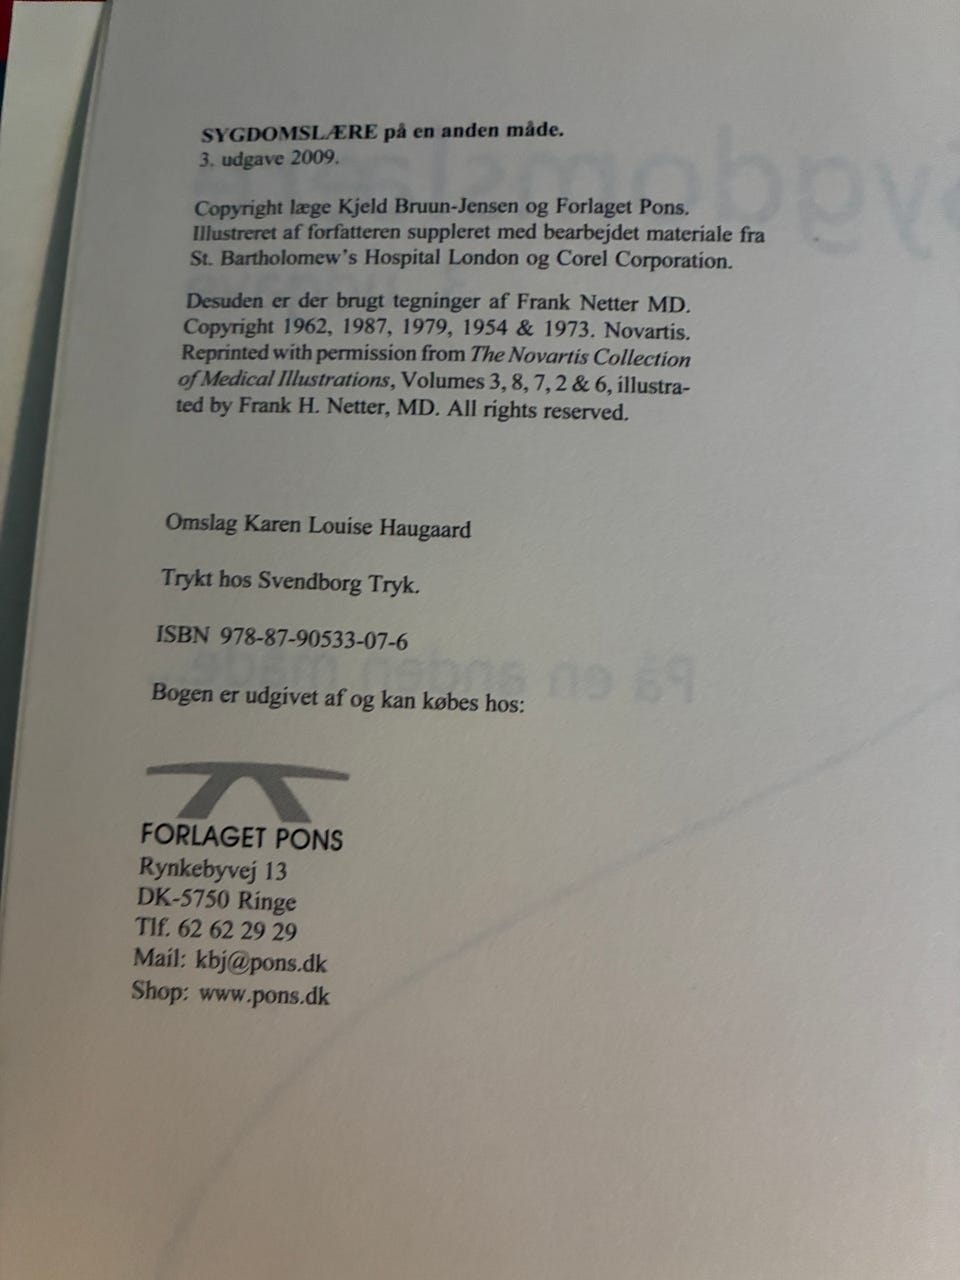 SYGDOMSLÆRE på en anden måde.
3. udgave 2009.
Copyright læge Kjeld Bruun-Jensen og Forlaget Pons.
Illustreret af forfatteren suppleret med bearbejdet materiale fra
St. Bartholomew's Hospital London og Corel Corporation.
Desuden er der brugt tegninger af Frank Netter MD.
Copyright 1962, 1987, 1979, 1954 & 1973. Novartis.
Reprinted with permission from The Novartis Collection
of Medical Illustrations, Volumes 3, 8, 7, 2 & 6, illustra-
ted by Frank H. Netter, MD. All rights reserved.
Omslag Karen Louise Haugaard
Trykt hos Svendborg Tryk.
ISBN 978-87-90533-07-6
Bogen er udgivet af og kan købes hos:
FORLAGET PONS
Rynkebyvej 13
DK-5750 Ringe
Tlf. 62 62 29 29
Mail: kbj@pons.dk
Shop: www.pons.dk